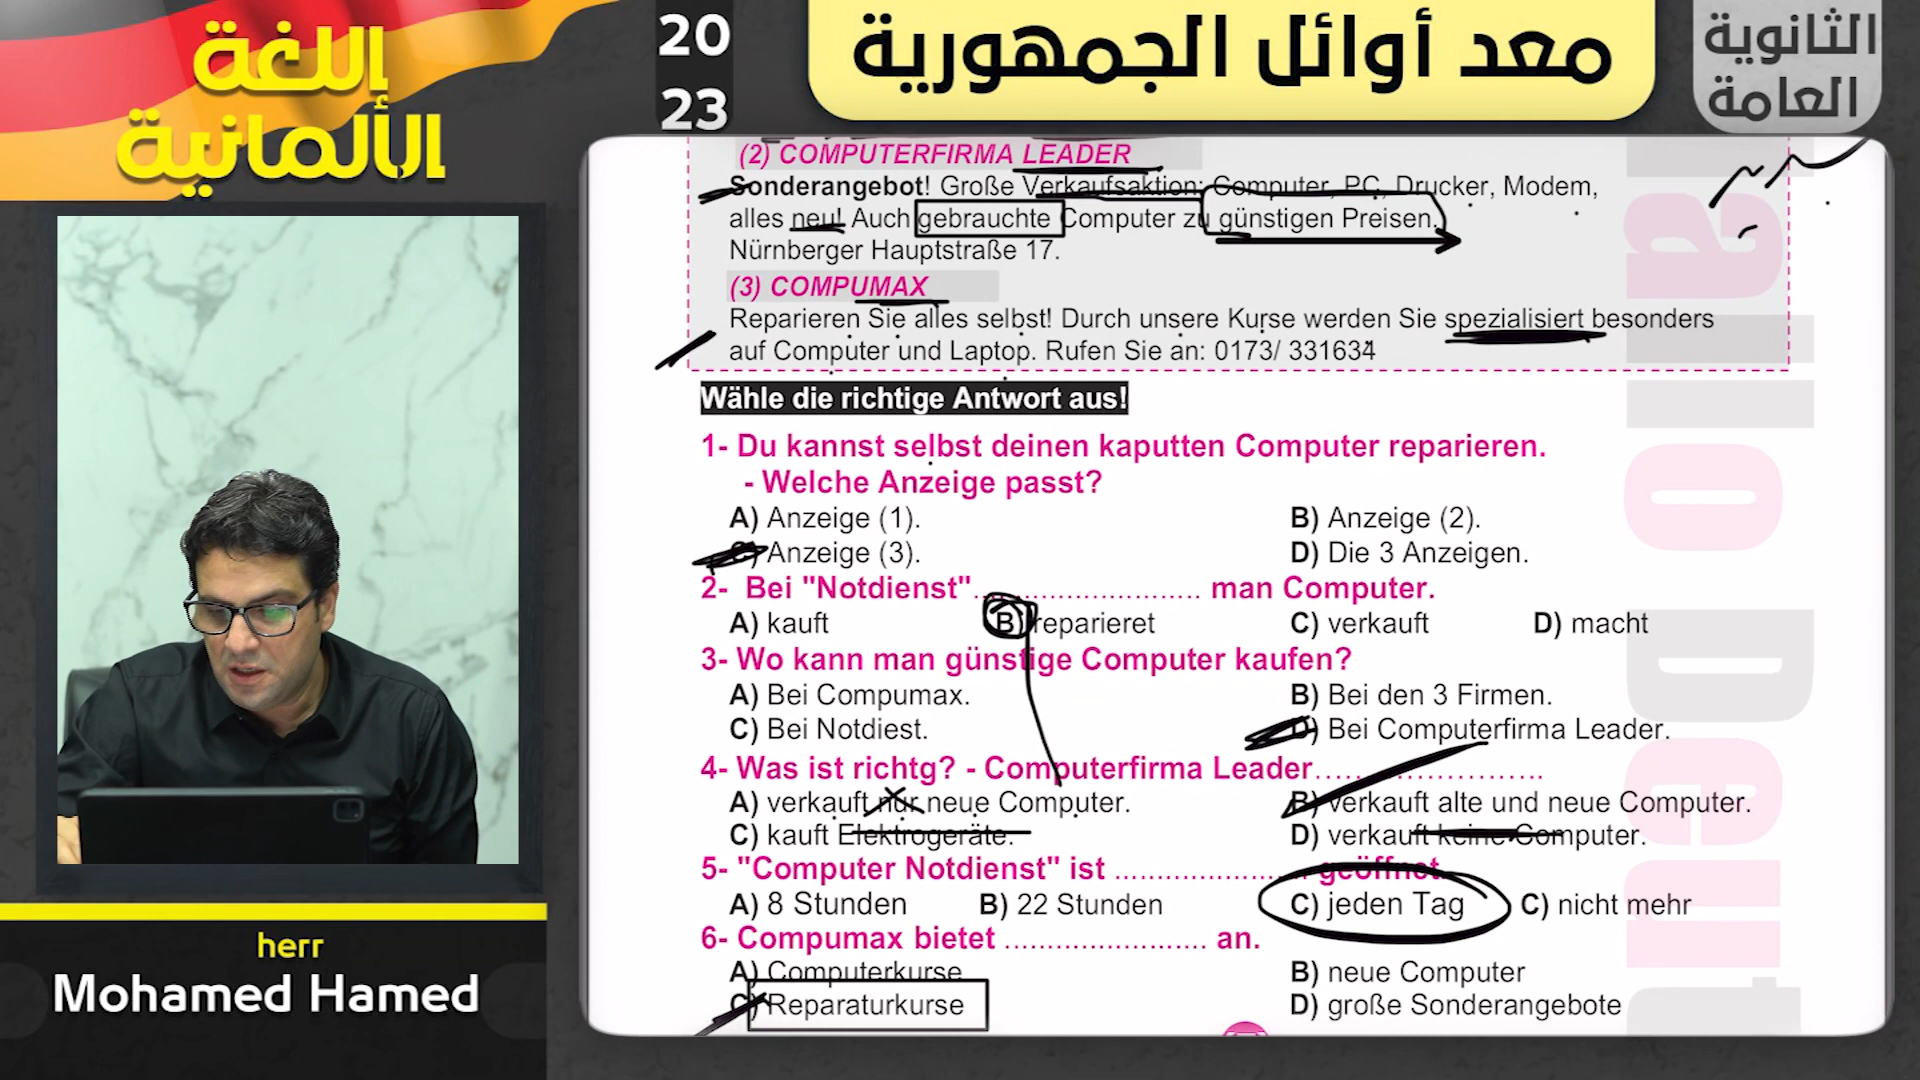 اللغة
الألمانية
20
23
معد أوائل الجمهورية
الثانوية
العامة
(2) COMPUTERFIRMA LEADER
Sonderangebot! Große Verkaufsaktion: Computer, PC, Drucker, Modem,
alles neu! Auch gebrauchte Computer zu günstigen Preisen.
Nürnberger Hauptstraße 17.
(3) COMPUMAX
Reparieren Sie alles selbst! Durch unsere Kurse werden Sie spezialisiert besonders
auf Computer und Laptop. Rufen Sie an: 0173/ 331634
Wähle die richtige Antwort aus!
1- Du kannst selbst deinen kaputten Computer reparieren.
- Welche Anzeige passt?
A) Anzeige (1). B) Anzeige (2).
C) Anzeige (3). D) Die 3 Anzeigen.
2- Bei "Notdienst".......................... man Computer.
A) kauft B) reparieret C) verkauft D) macht
3- Wo kann man günstige Computer kaufen?
A) Bei Compumax. B) Bei den 3 Firmen.
C) Bei Notdiest. D) Bei Computerfirma Leader.
4- Was ist richtg? - Computerfirma Leader.........................
A) verkauft nur neue Computer. B) verkauft alte und neue Computer.
C) kauft Elektrogeräte. D) verkauft keine Computer.
5- "Computer Notdienst" ist ...................... geöffnet.
A) 8 Stunden B) 22 Stunden C) jeden Tag C) nicht mehr
6- Compumax bietet ....................... an.
A) Computerkurse B) neue Computer
C) Reparaturkurse D) große Sonderangebote
herr
Mohamed Hamed